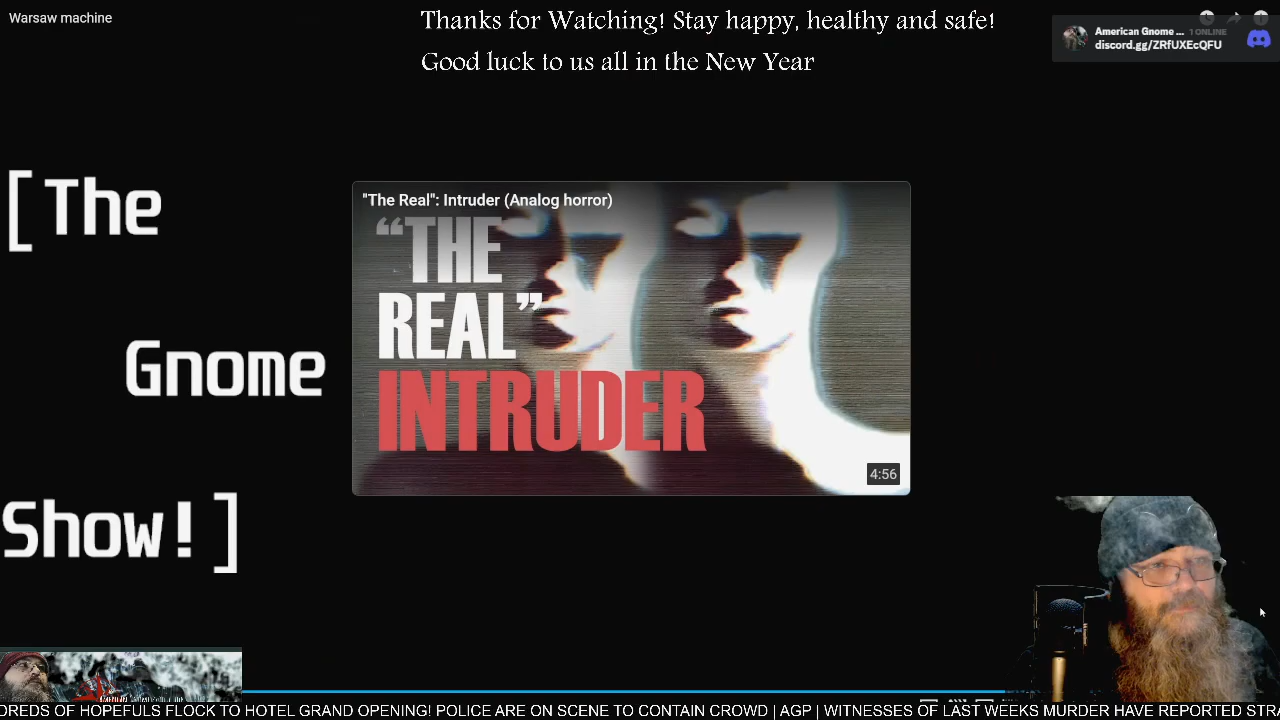 Warsaw machine
Thanks for Watching! Stay happy, healthy and safe!
Good luck to us all in the New Year
American Gnome ... 1 ONLINE
discord.gg/ZRfUXEcQFU
[The
Gnome
Show!]
"The Real": Intruder (Analog horror)
“THE
REAL”
INTRUDER
4:56
OREDS OF HOPEFULS FLOCK TO HOTEL GRAND OPENING! POLICE ARE ON SCENE TO CONTAIN CROWD | AGP | WITNESSES OF LAST WEEKS MURDER HAVE REPORTED STRA